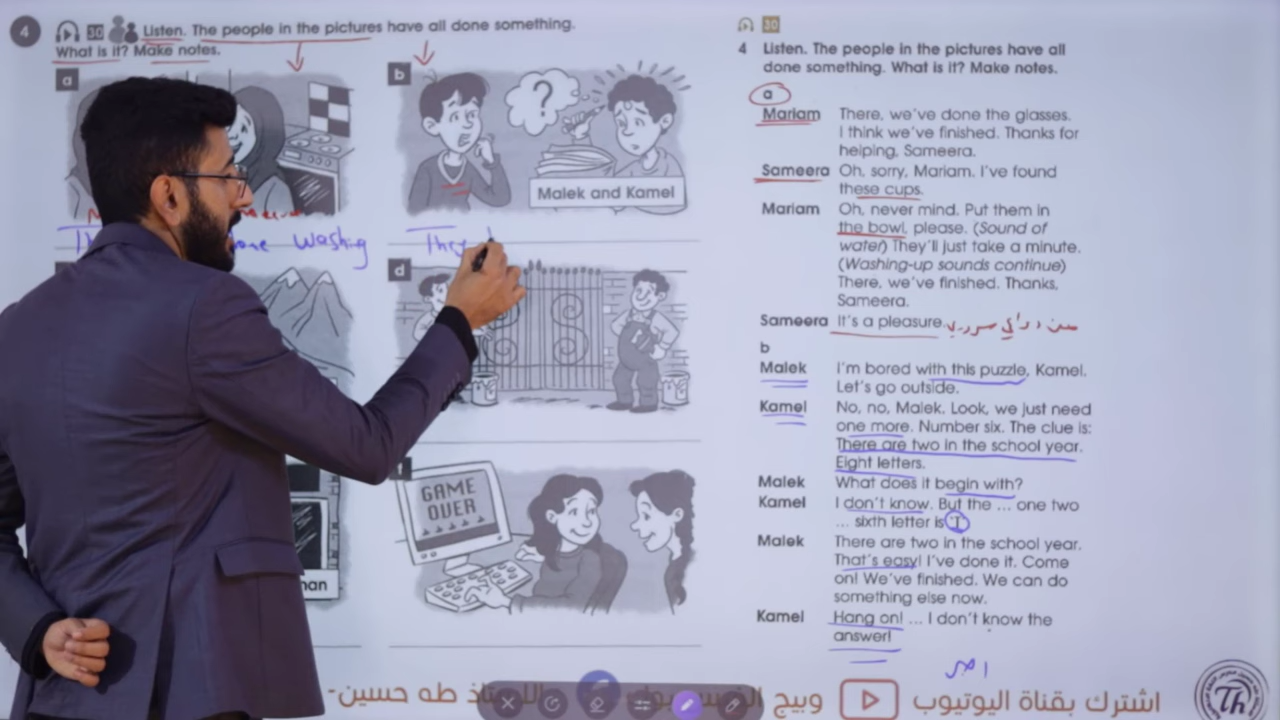 4 30 Listen. The people in the pictures have all done something.
What is it? Make notes.
a
b
?
Malek and Kamel
Washing
They
d
GAME
OVER
30
4 Listen. The people in the pictures have all
done something. What is it? Make notes.
a
Mariam There, we've done the glasses.
I think we've finished. Thanks for
helping, Sameera.
Sameera Oh, sorry, Mariam. I've found
these cups.
Mariam Oh, never mind. Put them in
the bowl, please. (Sound of
water) They'll just take a minute.
(Washing-up sounds continue)
There, we've finished. Thanks,
Sameera.
Sameera It's a pleasure.
b
Malek I'm bored with this puzzle, Kamel.
Let's go outside.
Kamel No, no, Malek. Look, we just need
one more. Number six. The clue is:
There are two in the school year.
Eight letters.
Malek What does it begin with?
Kamel I don't know. But the ... one two
... sixth letter is T
Malek There are two in the school year.
That's easy! I've done it. Come
on! We've finished. We can do
something else now.
Kamel Hang on! ... I don't know the
answer!
اشترك بقناة اليوتيوب وبيج
طه حسين-
Th